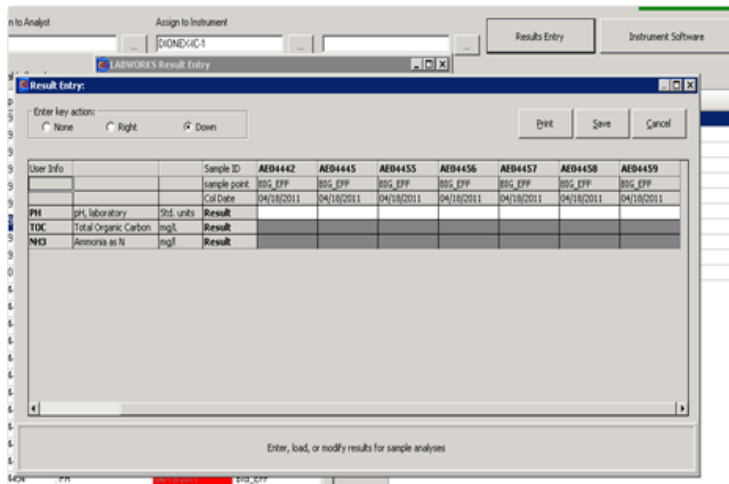 n to Analyst Assign to Instrument
... DIONEX-IC-1 ... ...
Results Entry Instrument Software
LABWORKS Result Entry
Result Entry:
Enter key action:
None Right Down
Print Save Cancel
User Info Sample ID AE04442 AE04445 AE04455 AE04456 AE04457 AE04458 AE04459
sample point BIG_EFF BIG_EFF BIG_EFF BIG_EFF BIG_EFF BIG_EFF BIG_EFF
Col Date 04/18/2011 04/18/2011 04/18/2011 04/18/2011 04/18/2011 04/18/2011 04/18/2011
PH pH, laboratory Std. units Result
TOC Total Organic Carbon mg/L Result
NH3 Ammonia as N mg/l Result
Enter, load, or modify results for sample analyses
PH BIG_EFF